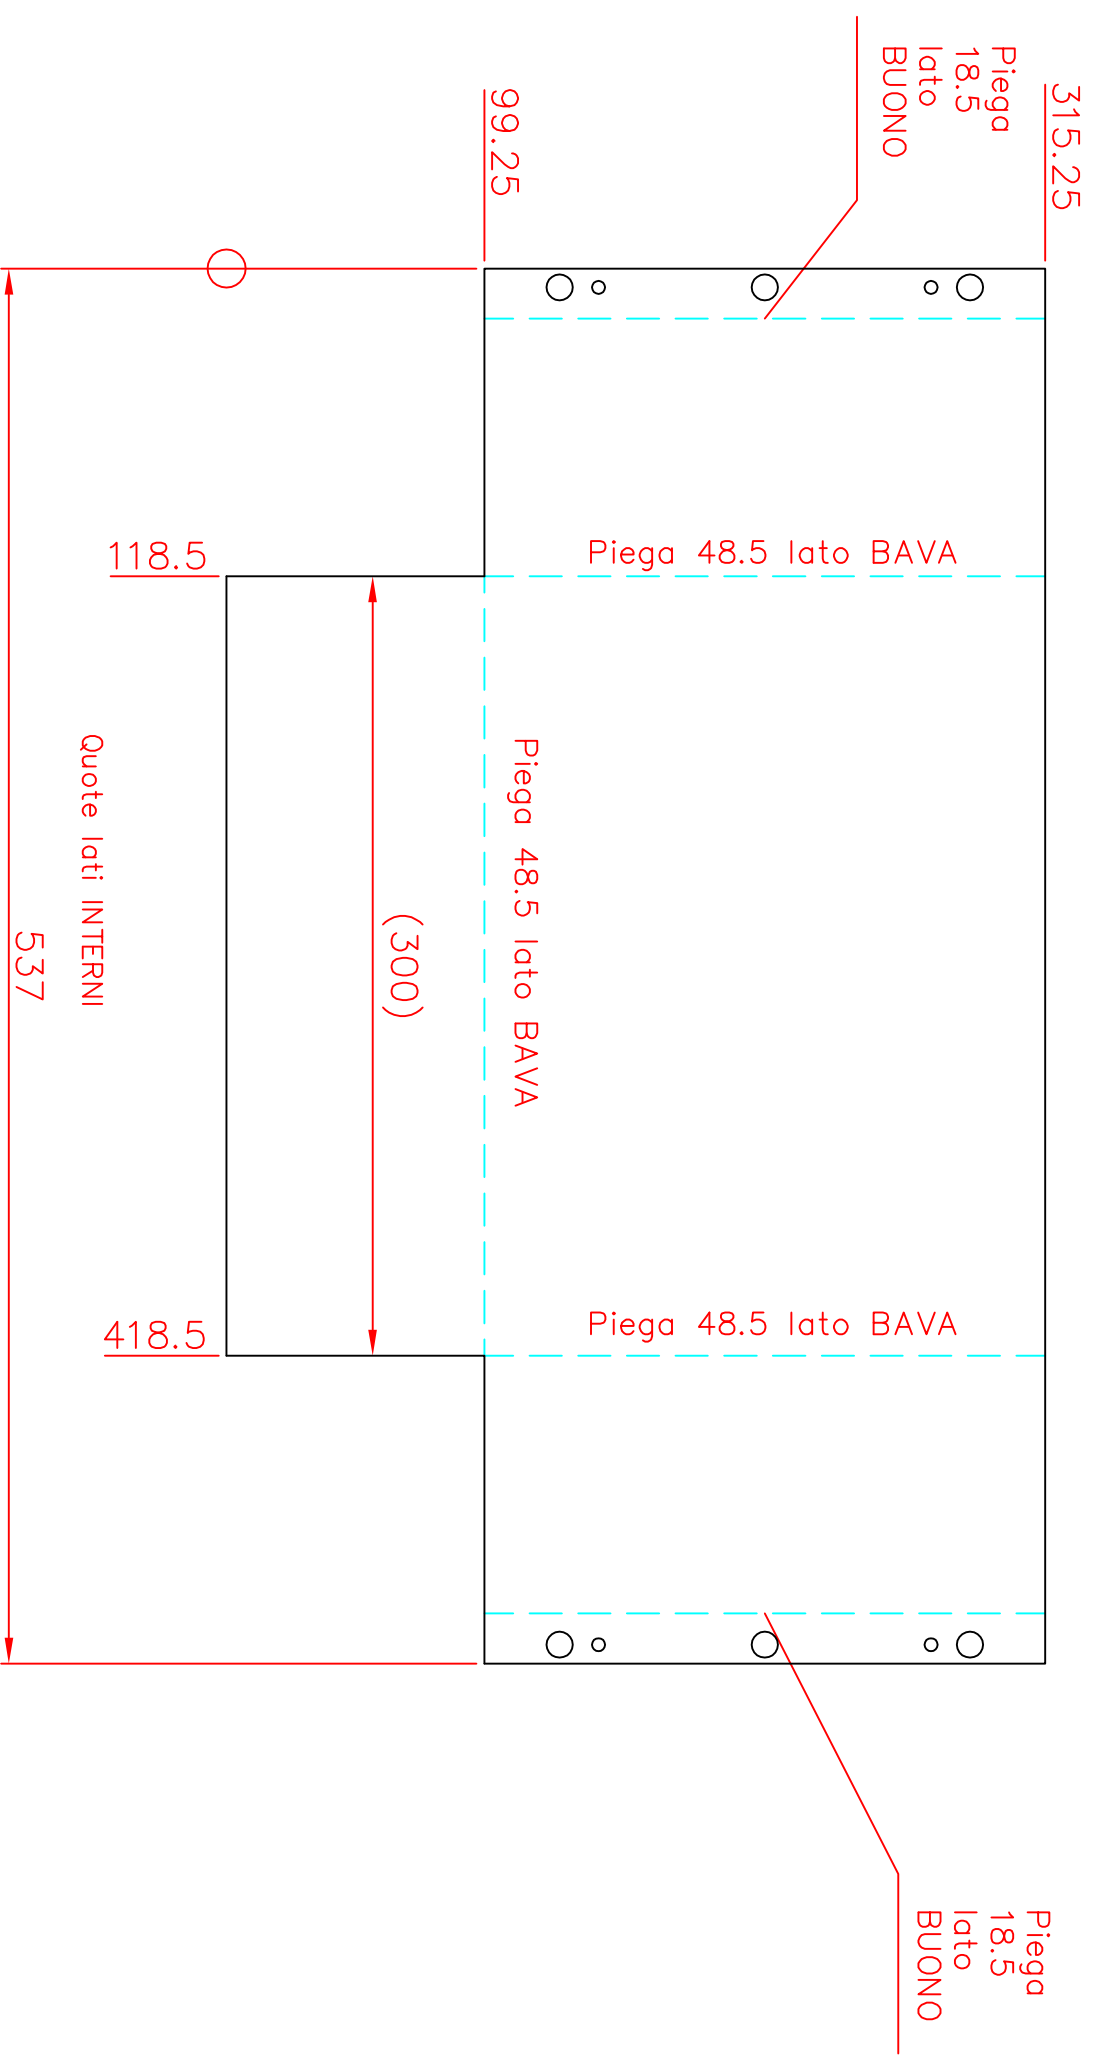 Piega
18.5
lato
BUONO
315.25
99.25
118.5
Piega 48.5 lato BAVA
Piega 48.5 lato BAVA
(300)
Quote lati INTERNI
537
418.5
Piega 48.5 lato BAVA
Piega
18.5
lato
BUONO